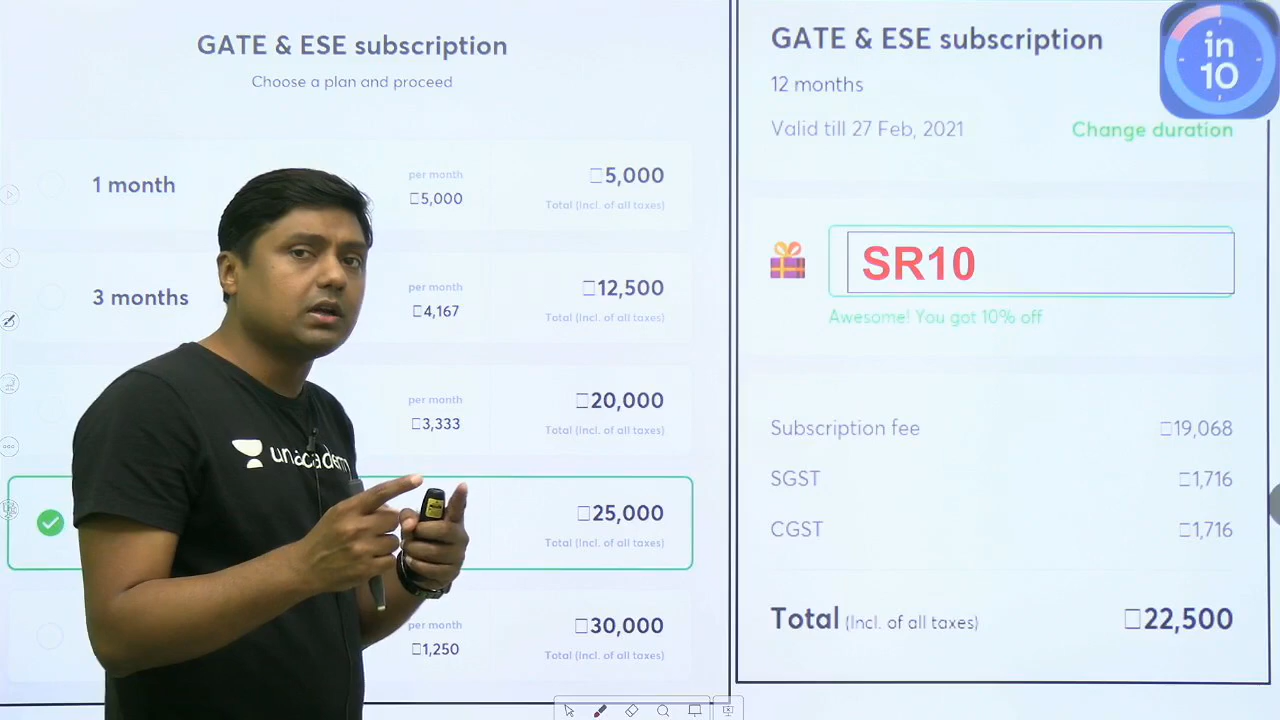 GATE & ESE subscription
Choose a plan and proceed
1 month
per month
₹5,000
₹5,000
Total (Incl. of all taxes)
3 months
per month
₹4,167
₹12,500
Total (Incl. of all taxes)
per month
₹3,333
₹20,000
Total (Incl. of all taxes)
₹25,000
Total (Incl. of all taxes)
per month
₹1,250
₹30,000
Total (Incl. of all taxes)
unacademy
GATE & ESE subscription
12 months
Valid till 27 Feb, 2021
Change duration
SR10
Awesome! You got 10% off
Subscription fee ₹19,068
SGST ₹1,716
CGST ₹1,716
Total (Incl. of all taxes) ₹22,500
in
10